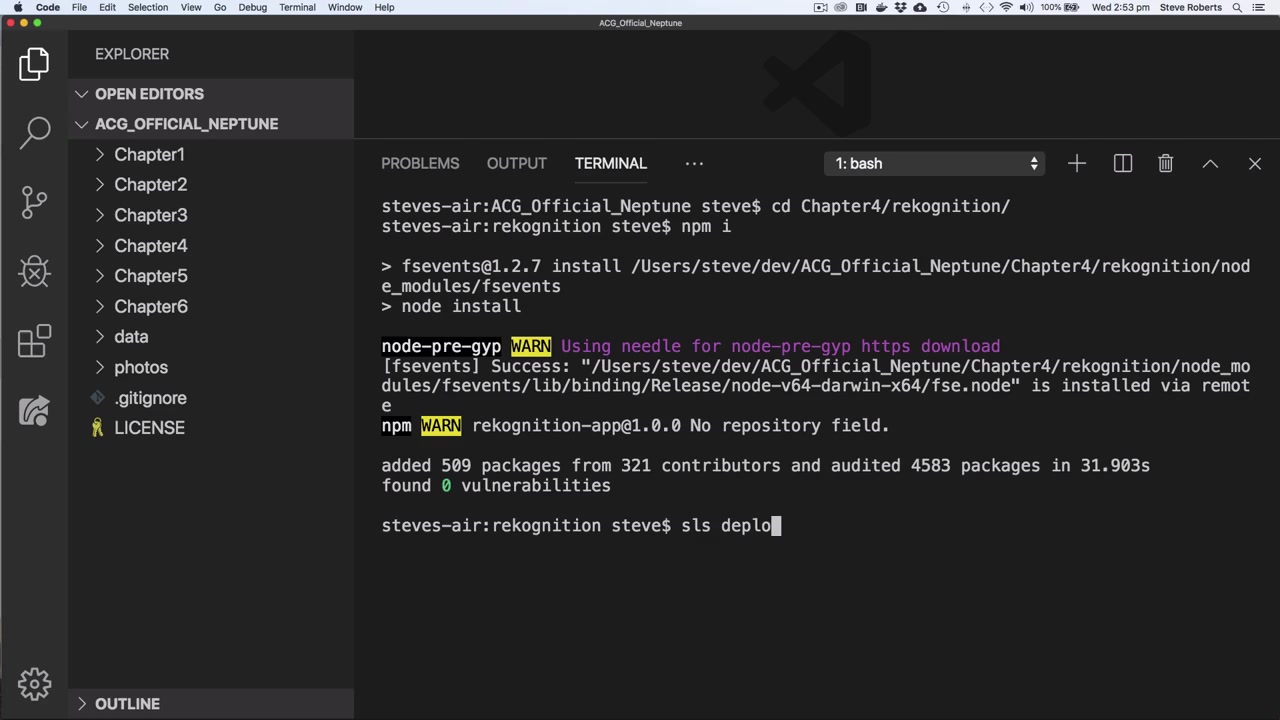 Code File Edit Selection View Go Debug Terminal Window Help 100% Wed 2:53 pm Steve Roberts
ACG_Official_Neptune
EXPLORER
OPEN EDITORS
ACG_OFFICIAL_NEPTUNE
Chapter1
Chapter2
Chapter3
Chapter4
Chapter5
Chapter6
data
photos
.gitignore
LICENSE
OUTLINE
PROBLEMS OUTPUT TERMINAL ... 1: bash
steves-air:ACG_Official_Neptune steve$ cd Chapter4/rekognition/
steves-air:rekognition steve$ npm i
> fsevents@1.2.7 install /Users/steve/dev/ACG_Official_Neptune/Chapter4/rekognition/nod
e_modules/fsevents
> node install
node-pre-gyp WARN Using needle for node-pre-gyp https download
[fsevents] Success: "/Users/steve/dev/ACG_Official_Neptune/Chapter4/rekognition/node_mo
dules/fsevents/lib/binding/Release/node-v64-darwin-x64/fse.node" is installed via remot
e
npm WARN rekognition-app@1.0.0 No repository field.
added 509 packages from 321 contributors and audited 4583 packages in 31.903s
found 0 vulnerabilities
steves-air:rekognition steve$ sls deplo